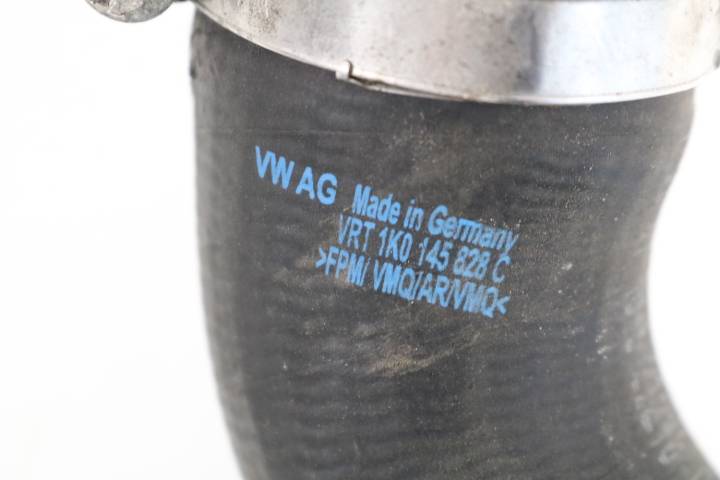 VW AG Made in Germany
VRT 1K0 145 828 C
>FPM/ VMQ/AR/VMQ<